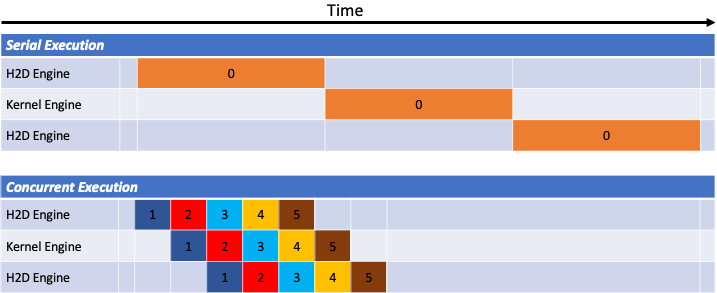 Time
Serial Execution
H2D Engine 0
Kernel Engine 0
H2D Engine 0
Concurrent Execution
H2D Engine 1 2 3 4 5
Kernel Engine 1 2 3 4 5
H2D Engine 1 2 3 4 5